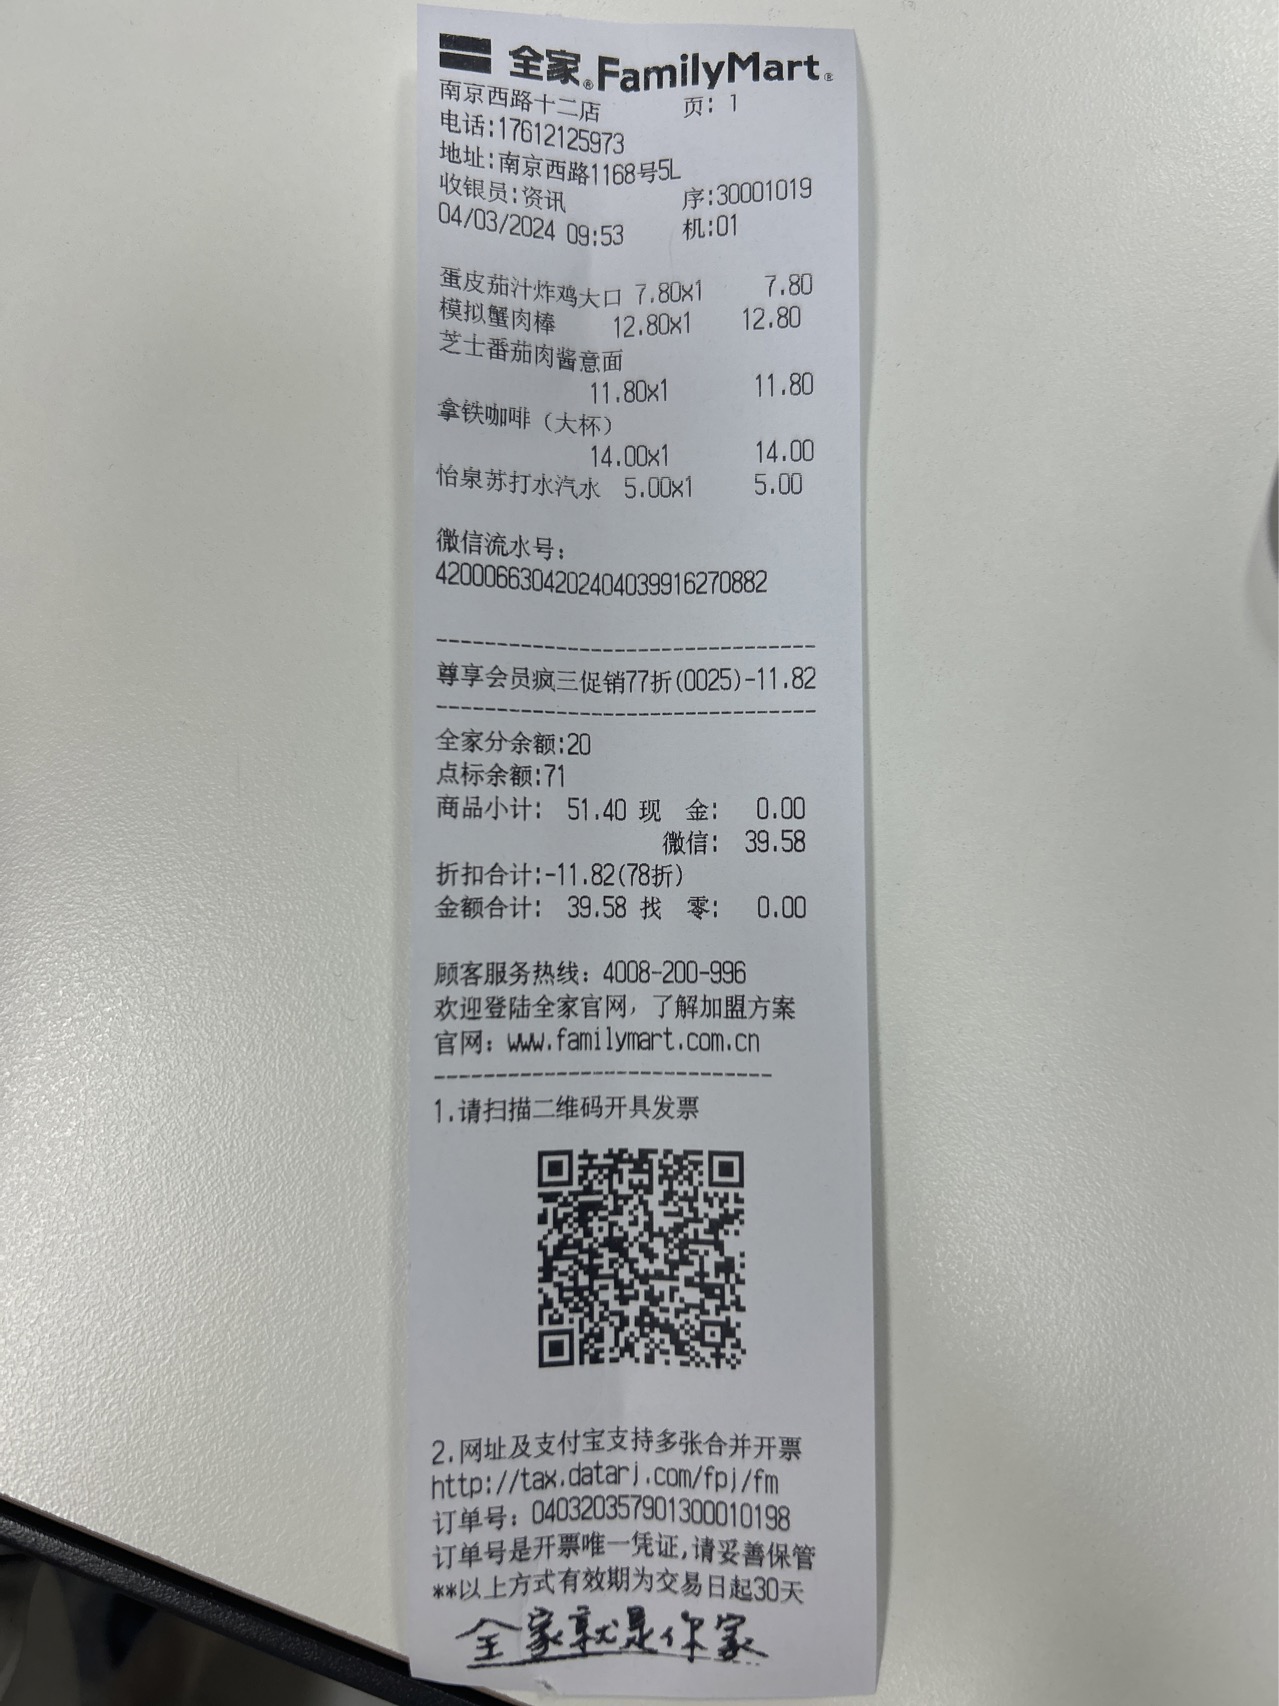 全家®FamilyMart®
南京西路十二店 页: 1
电话:17612125973
地址:南京西路1168号5L
收银员:资讯 序:30001019
04/03/2024 09:53 机:01
蛋皮茄汁炸鸡大口 7.80x1 7.80
模拟蟹肉棒 12.80x1 12.80
芝士番茄肉酱意面
11.80x1 11.80
拿铁咖啡（大杯）
14.00x1 14.00
怡泉苏打水汽水 5.00x1 5.00
微信流水号:
4200066304202404039916270882
尊享会员疯三促销77折(0025)-11.82
全家分余额:20
点标余额:71
商品小计: 51.40 现 金: 0.00
微信: 39.58
折扣合计:-11.82(78折)
金额合计: 39.58 找 零: 0.00
顾客服务热线: 4008-200-996
欢迎登陆全家官网，了解加盟方案
官网: www.familymart.com.cn
1.请扫描二维码开具发票
2.网址及支付宝支持多张合并开票
http://tax.datarj.com/fpj/fm
订单号: 040320357901300010198
订单号是开票唯一凭证,请妥善保管
**以上方式有效期为交易日起30天
全家就是你家